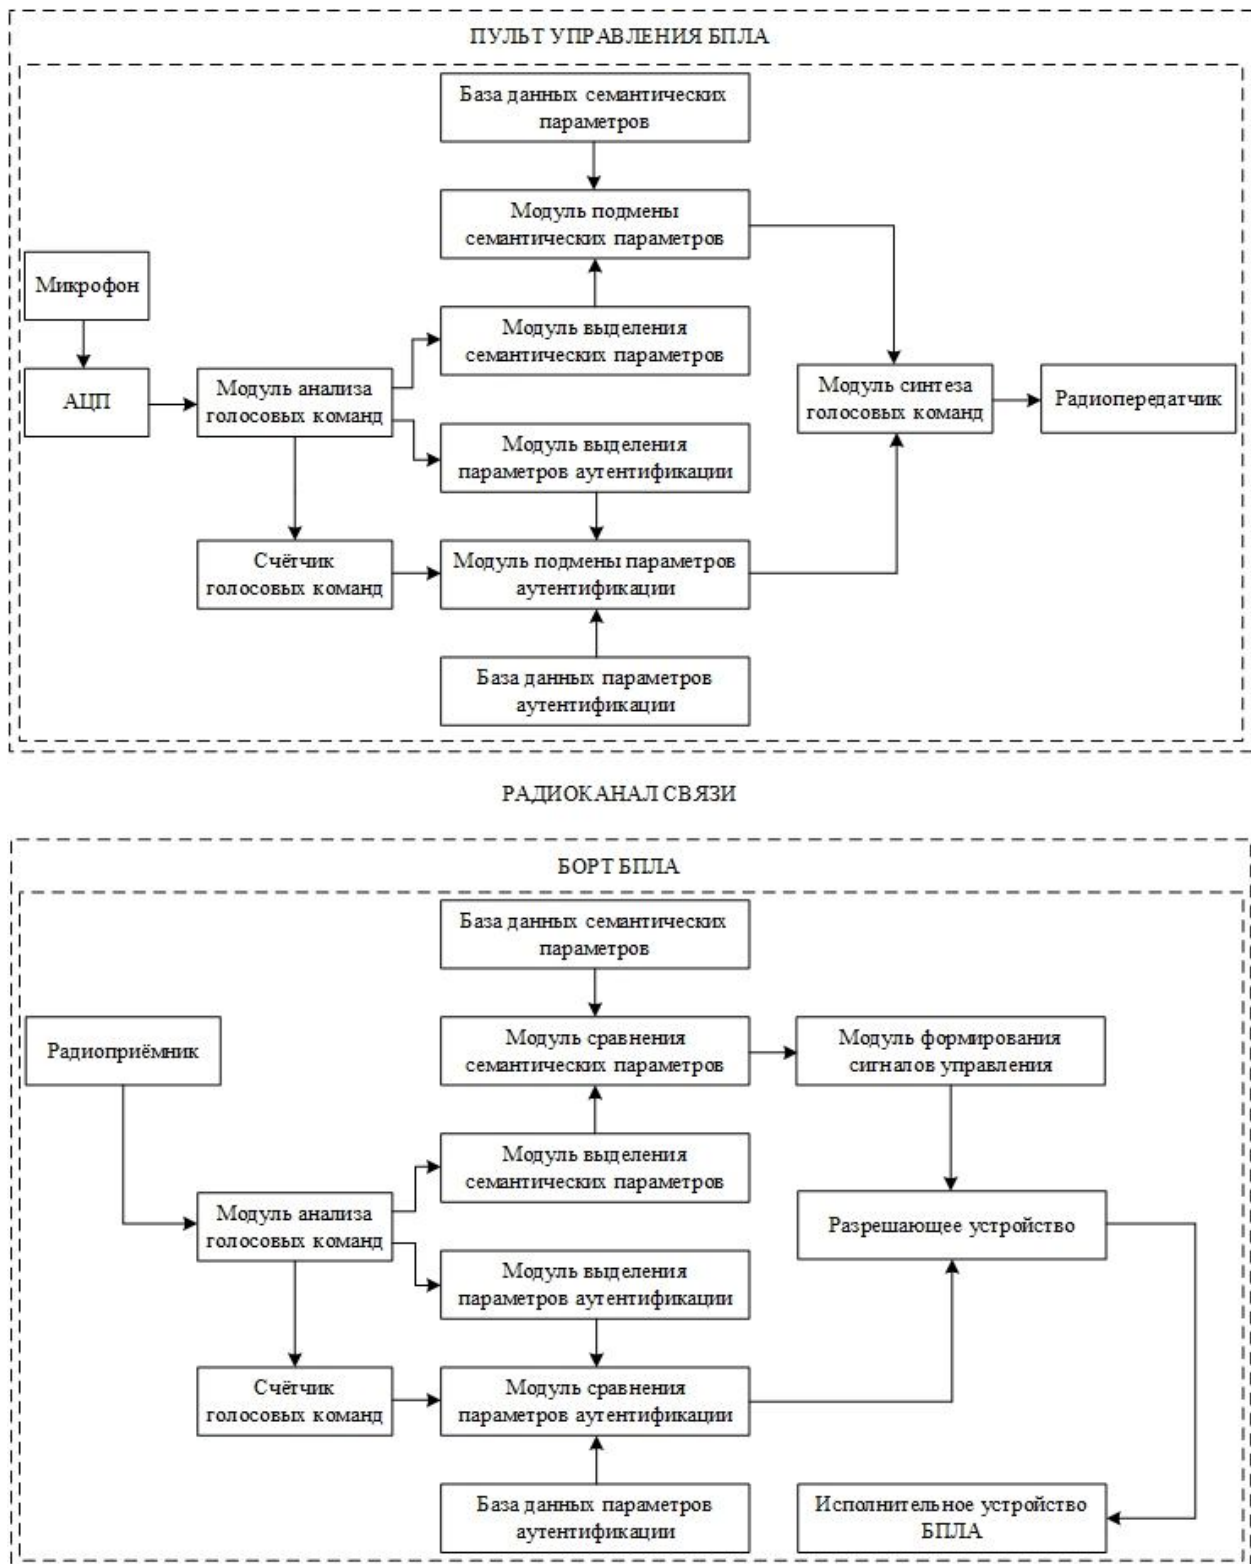 ПУЛЬТ УПРАВЛЕНИЯ БПЛА
База данных семантических
параметров
Модуль подмены
семантических параметров
Микрофон
Модуль выделения
семантических параметров
АЦП
Модуль анализа
голосовых команд
Модуль синтеза
голосовых команд
Радиопередатчик
Модуль выделения
параметров аутентификации
Счётчик
голосовых команд
Модуль подмены параметров
аутентификации
База данных параметров
аутентификации
РАДИОКАНАЛ СВЯЗИ
БОРТ БПЛА
База данных семантических
параметров
Радиоприёмник
Модуль сравнения
семантических параметров
Модуль формирования
сигналов управления
Модуль выделения
семантических параметров
Модуль анализа
голосовых команд
Разрешающее устройство
Модуль выделения
параметров аутентификации
Счётчик
голосовых команд
Модуль сравнения
параметров аутентификации
База данных параметров
аутентификации
Исполнительное устройство
БПЛА